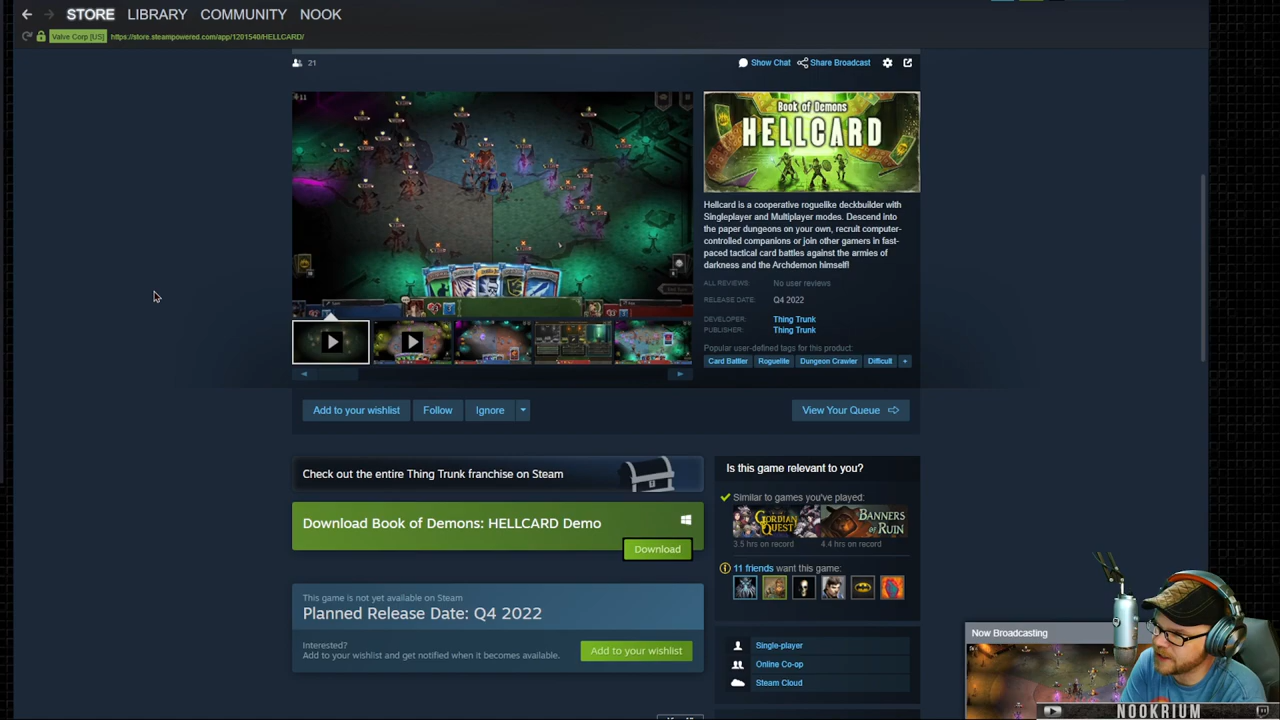 STORE LIBRARY COMMUNITY NOOK
Valve Corp [US] https://store.steampowered.com/app/1201540/HELLCARD/
21 Show Chat Share Broadcast
Book of Demons
HELLCARD
Hellcard is a cooperative roguelike deckbuilder with
Singleplayer and Multiplayer modes. Descend into
the paper dungeons on your own, recruit computer-
controlled companions or join other gamers in fast-
paced tactical card battles against the armies of
darkness and the Archdemon himself!
ALL REVIEWS: No user reviews
RELEASE DATE: Q4 2022
DEVELOPER: Thing Trunk
PUBLISHER: Thing Trunk
Popular user-defined tags for this product:
Card Battler Roguelite Dungeon Crawler Difficult +
Add to your wishlist Follow Ignore View Your Queue
Check out the entire Thing Trunk franchise on Steam
Download Book of Demons: HELLCARD Demo
Download
This game is not yet available on Steam
Planned Release Date: Q4 2022
Interested?
Add to your wishlist and get notified when it becomes available.
Add to your wishlist
Is this game relevant to you?
Similar to games you've played:
GORDIAN QUEST
BANNERS OF RUIN
3.5 hrs on record 4.4 hrs on record
11 friends want this game:
Single-player
Online Co-op
Steam Cloud
Now Broadcasting
NOOKRIUM